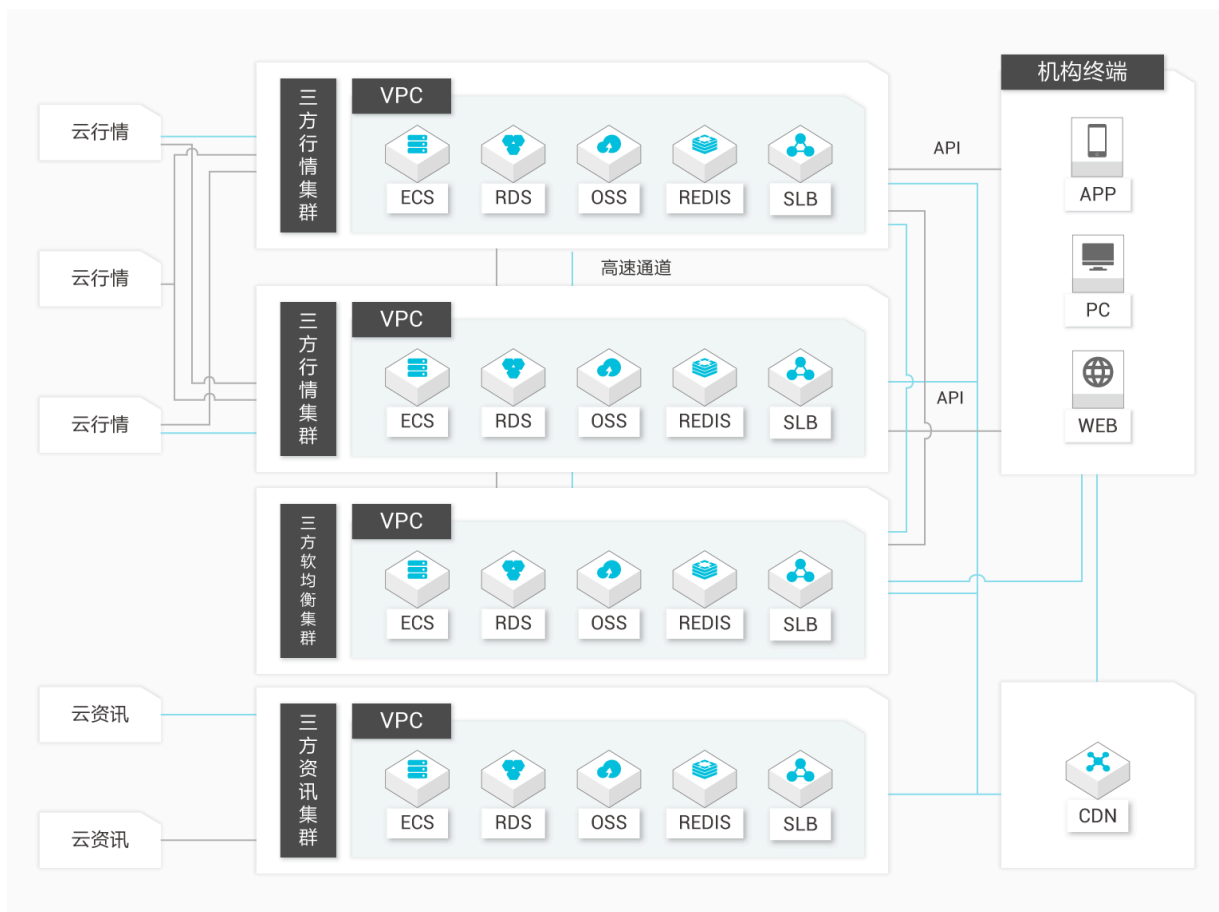 云行情
云行情
云行情
云资讯
云资讯
三方行情集群
VPC
ECS
RDS
OSS
REDIS
SLB
高速通道
三方行情集群
VPC
ECS
RDS
OSS
REDIS
SLB
三方软均衡集群
VPC
ECS
RDS
OSS
REDIS
SLB
三方资讯集群
VPC
ECS
RDS
OSS
REDIS
SLB
API
API
机构终端
APP
PC
WEB
CDN